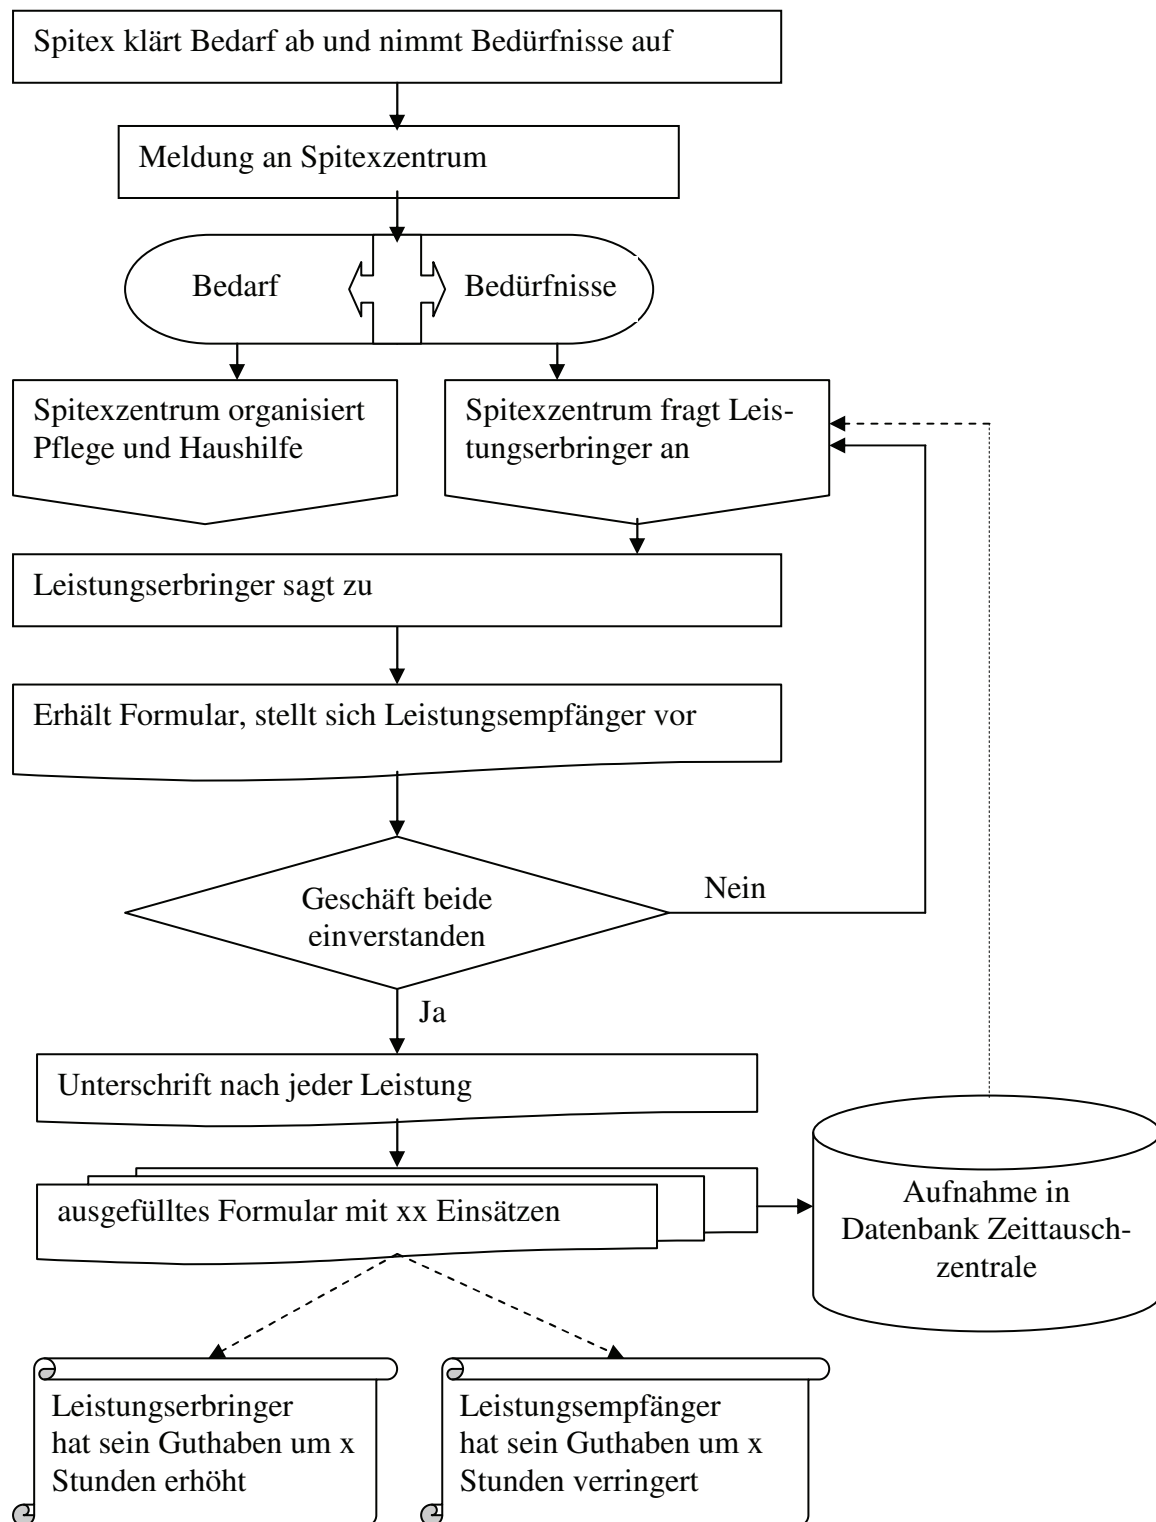 Spitex klärt Bedarf ab und nimmt Bedürfnisse auf
Meldung an Spitexzentrum
Bedarf
Bedürfnisse
Spitexzentrum organisiert
Pflege und Haushilfe
Spitexzentrum fragt Leis-
tungserbringer an
Leistungserbringer sagt zu
Erhält Formular, stellt sich Leistungsempfänger vor
Geschäft beide
einverstanden
Nein
Ja
Unterschrift nach jeder Leistung
ausgefülltes Formular mit xx Einsätzen
Aufnahme in
Datenbank Zeittausch-
zentrale
Leistungserbringer
hat sein Guthaben um x
Stunden erhöht
Leistungsempfänger
hat sein Guthaben um x
Stunden verringert